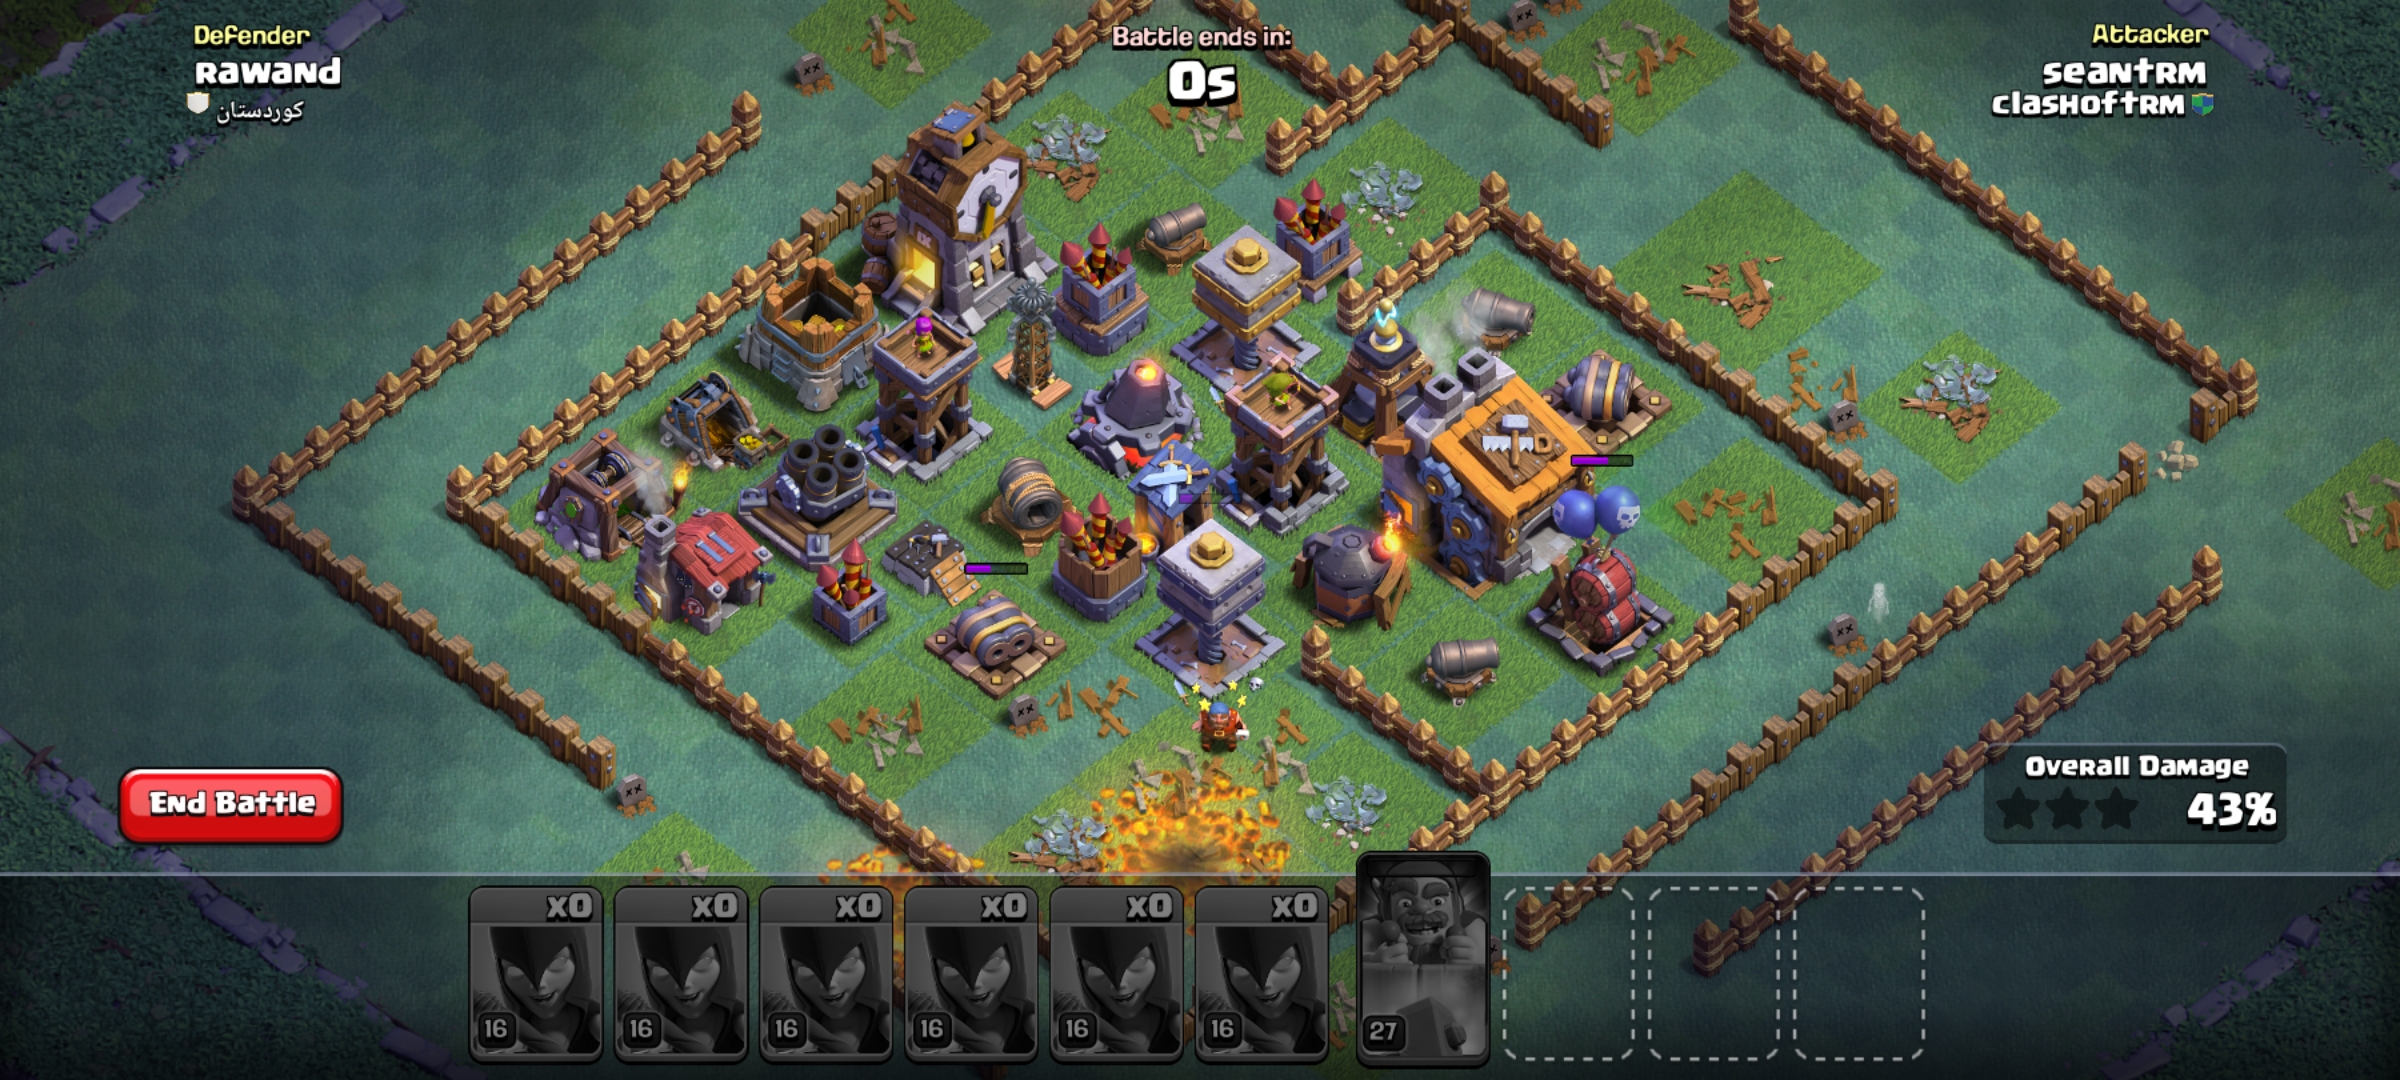 Defender
Rawand
كوردستان
Battle ends in:
0s
Attacker
seantRM
clashoftRM
End Battle
Overall Damage
43%
x0 x0 x0 x0 x0 x0
16 16 16 16 16 16 27